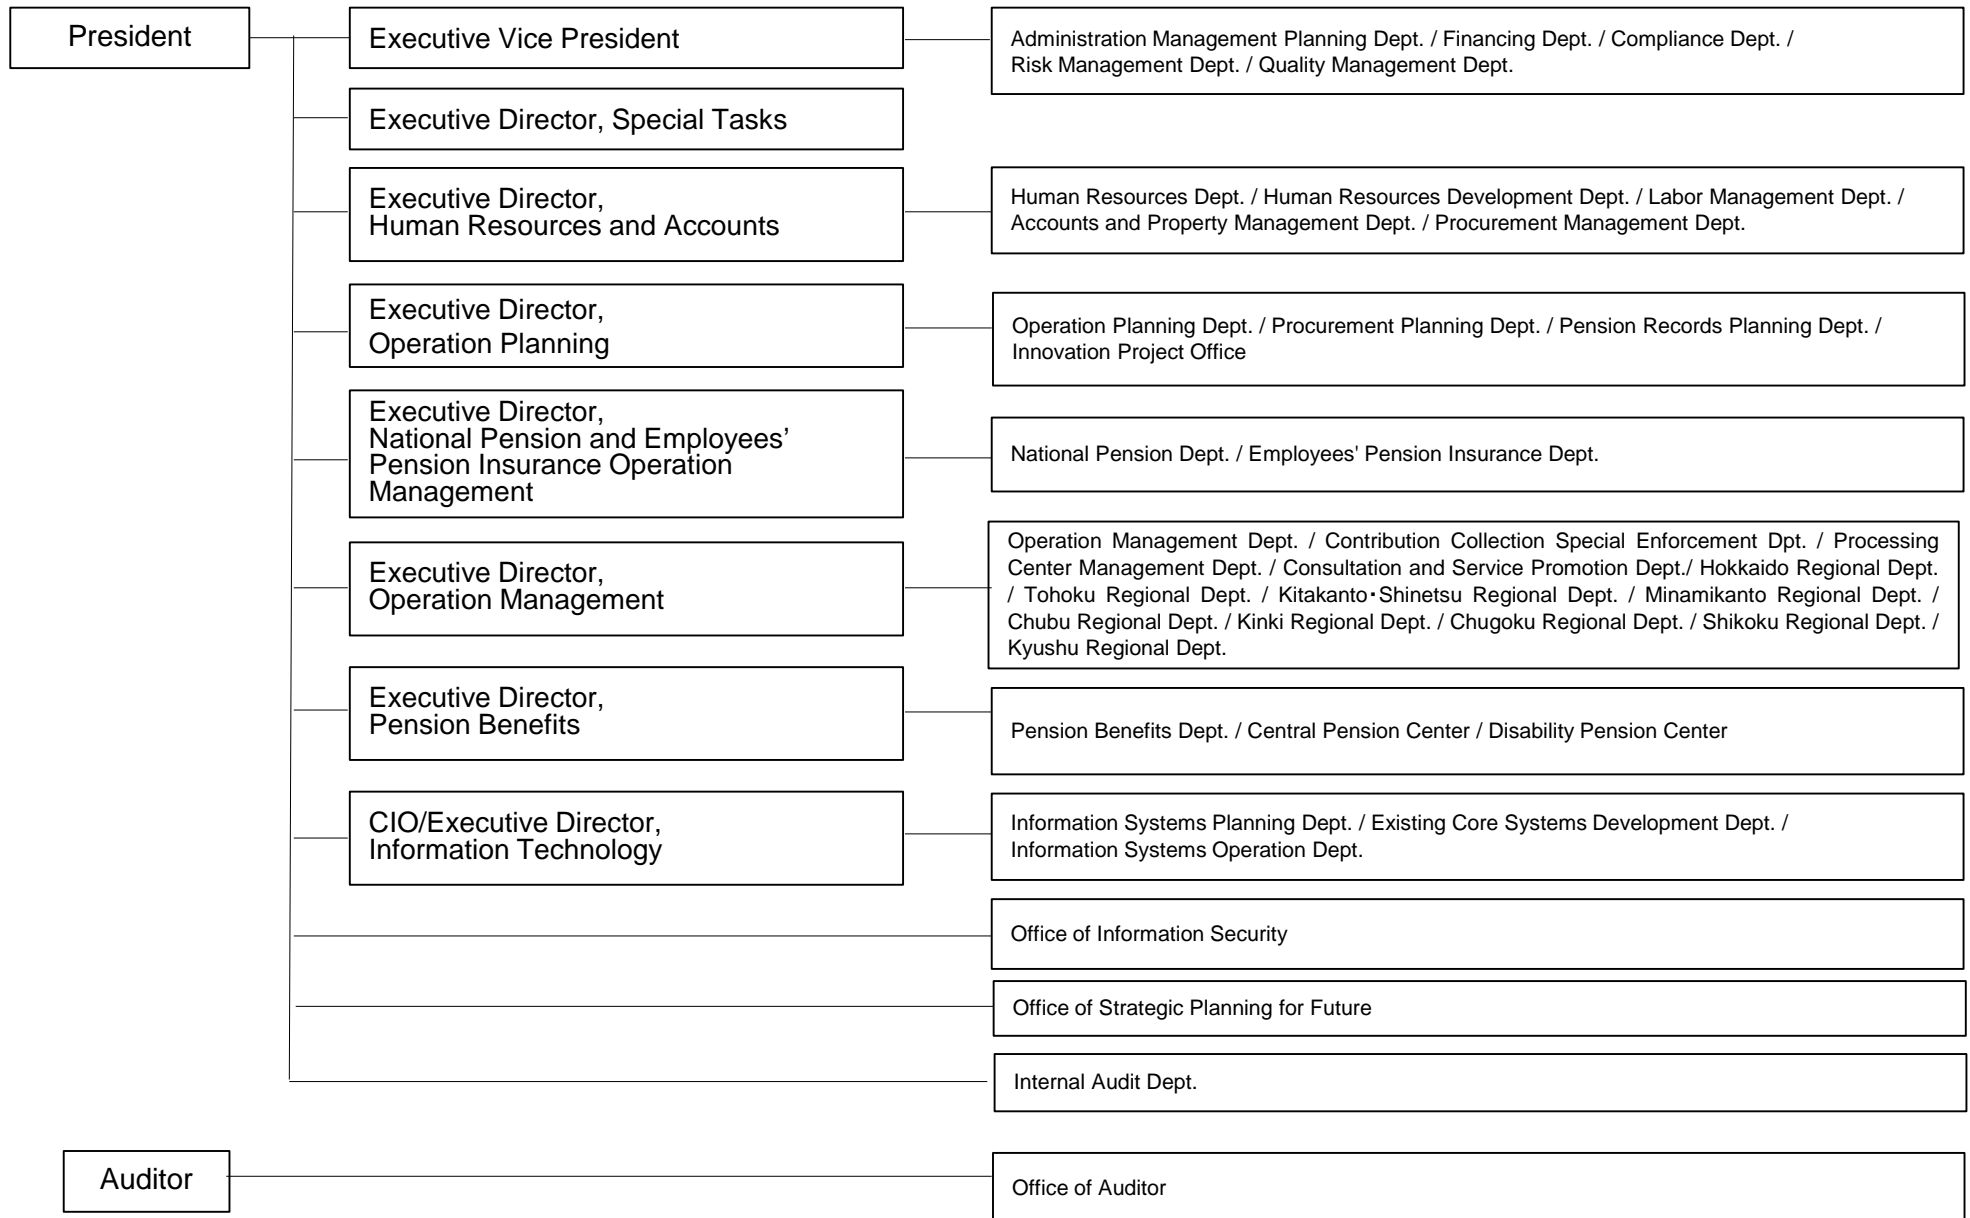 President
Executive Vice President
Administration Management Planning Dept. / Financing Dept. / Compliance Dept. /
Risk Management Dept. / Quality Management Dept.
Executive Director, Special Tasks
Executive Director,
Human Resources and Accounts
Human Resources Dept. / Human Resources Development Dept. / Labor Management Dept. /
Accounts and Property Management Dept. / Procurement Management Dept.
Executive Director,
Operation Planning
Operation Planning Dept. / Procurement Planning Dept. / Pension Records Planning Dept. /
Innovation Project Office
Executive Director,
National Pension and Employees’
Pension Insurance Operation
Management
National Pension Dept. / Employees' Pension Insurance Dept.
Executive Director,
Operation Management
Operation Management Dept. / Contribution Collection Special Enforcement Dpt. / Processing
Center Management Dept. / Consultation and Service Promotion Dept./ Hokkaido Regional Dept.
/ Tohoku Regional Dept. / Kitakanto・Shinetsu Regional Dept. / Minamikanto Regional Dept. /
Chubu Regional Dept. / Kinki Regional Dept. / Chugoku Regional Dept. / Shikoku Regional Dept. /
Kyushu Regional Dept.
Executive Director,
Pension Benefits
Pension Benefits Dept. / Central Pension Center / Disability Pension Center
CIO/Executive Director,
Information Technology
Information Systems Planning Dept. / Existing Core Systems Development Dept. /
Information Systems Operation Dept.
Office of Information Security
Office of Strategic Planning for Future
Internal Audit Dept.
Auditor
Office of Auditor